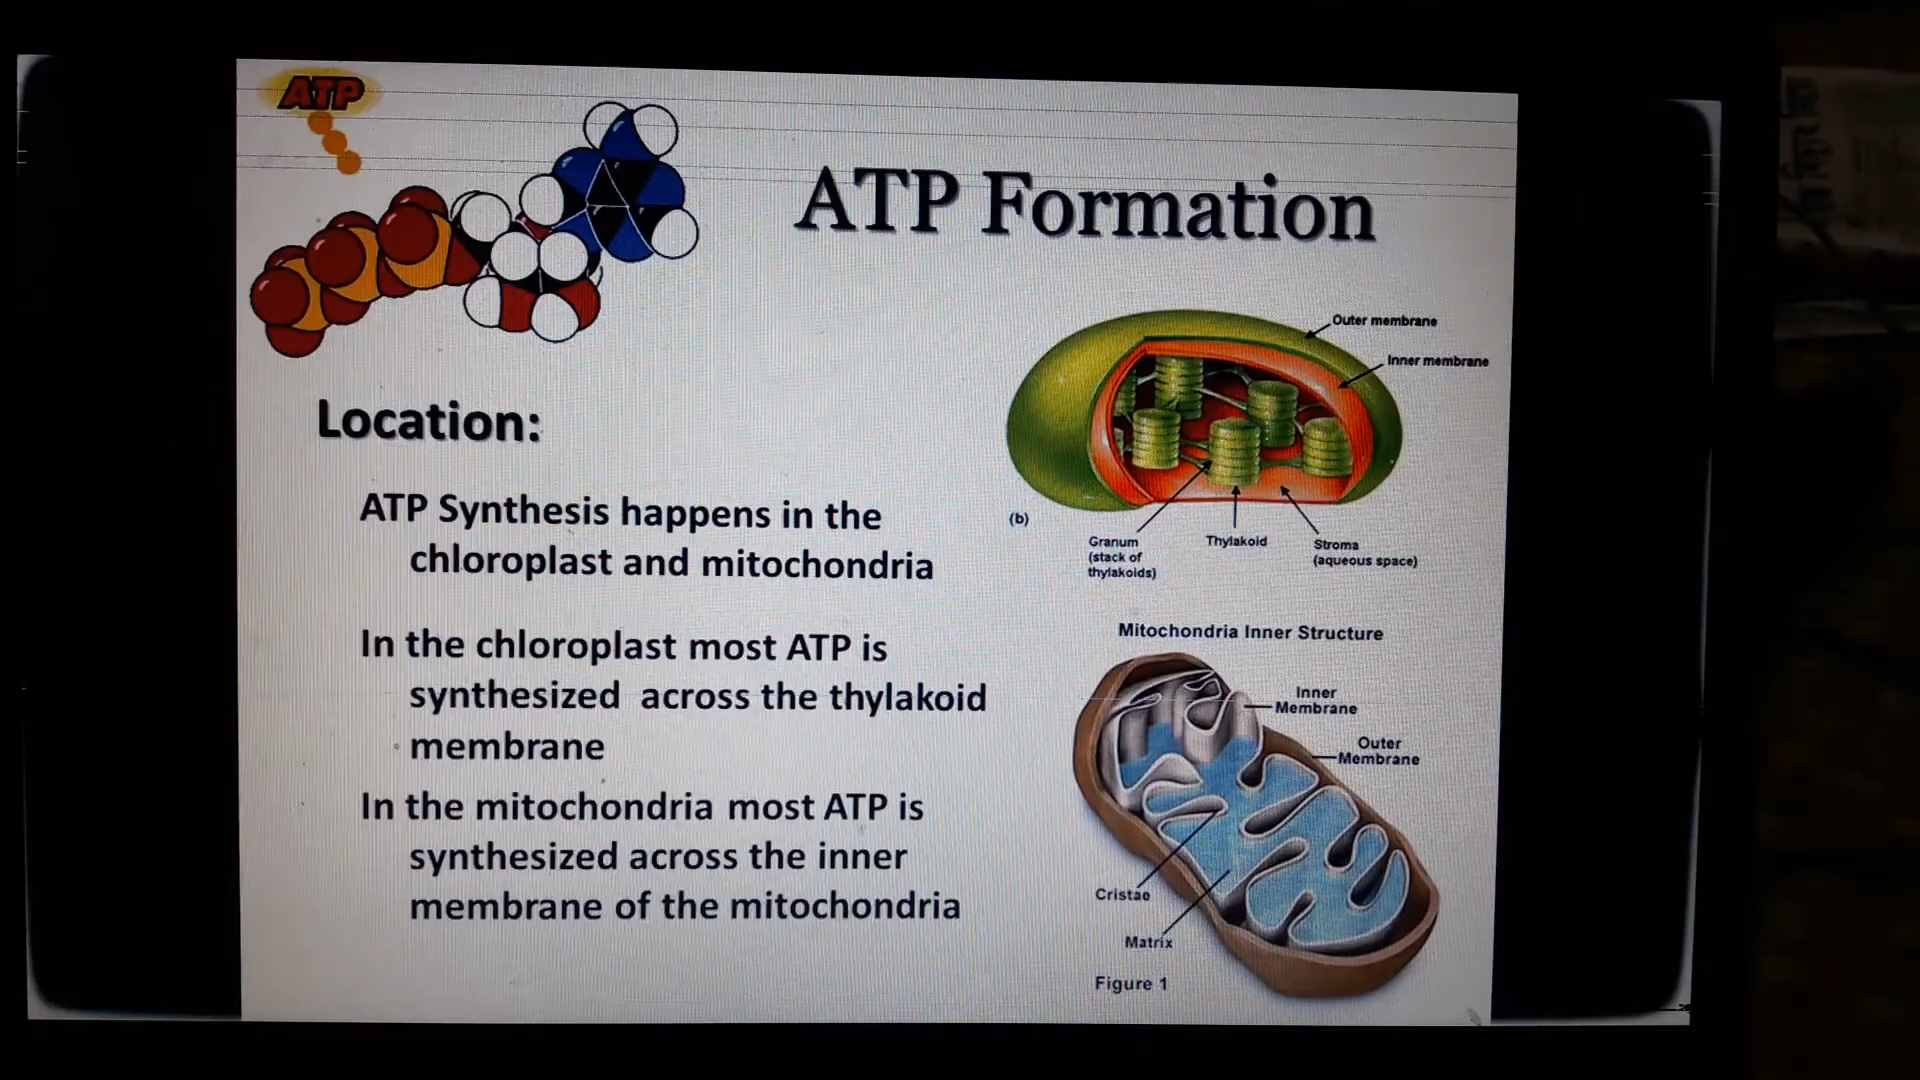 ATP
ATP Formation
Outer membrane
Inner membrane
Location:
ATP Synthesis happens in the
chloroplast and mitochondria
(b)
Granum
(stack of
thylakoids)
Thylakoid
Stroma
(aqueous space)
In the chloroplast most ATP is
synthesized across the thylakoid
membrane
In the mitochondria most ATP is
synthesized across the inner
membrane of the mitochondria
Mitochondria Inner Structure
Inner
Membrane
Outer
Membrane
Cristae
Matrix
Figure 1